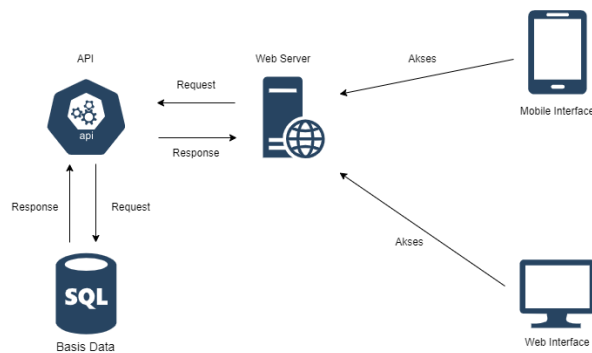 API
Web Server
Akses
Mobile Interface
Request
api
Response
Response
Request
Akses
SQL
Basis Data
Web Interface